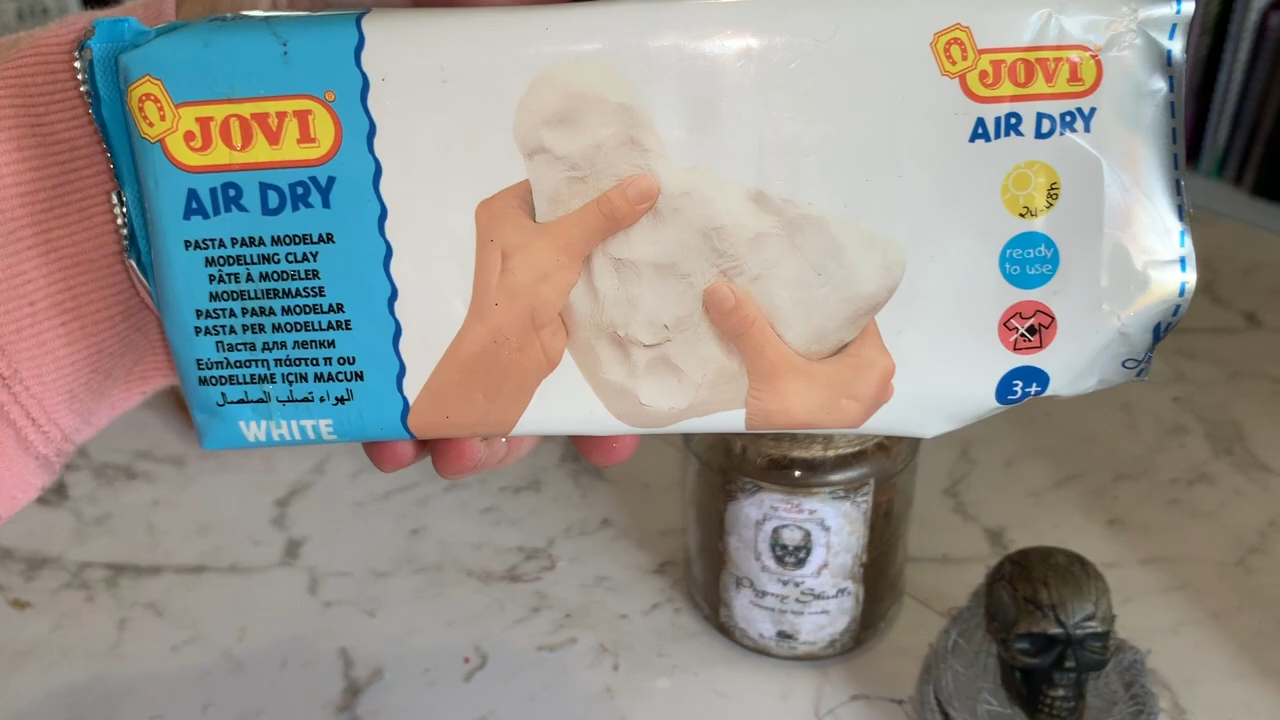 JOVI
AIR DRY
PASTA PARA MODELAR
MODELLING CLAY
PÂTE À MODELER
MODELLIERMASSE
PASTA PARA MODELAR
PASTA PER MODELLARE
Паста для лепки
Εύπλαστη πάστα π ου
MODELLEME IÇIN MACUN
الهواء تصلب الصلصال
WHITE
JOVI
AIR DRY
24-48h
ready
to use
3+
Pygmy Skulls